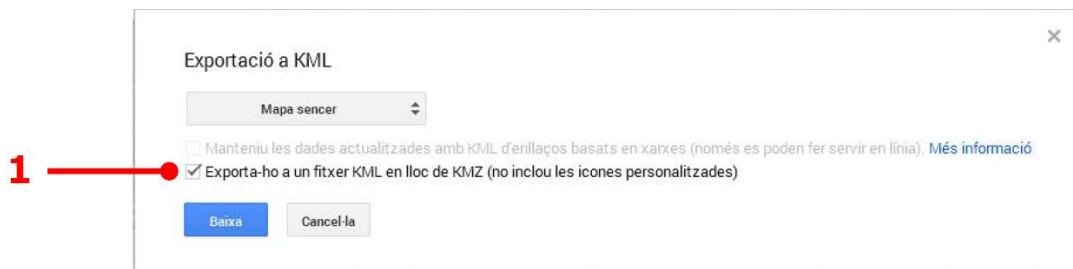 Exportació a KML
Mapa sencer
Manteniu les dades actualitzades amb KML d'enllaços basats en xarxes (només es poden fer servir en línia). Més informació
1 Exporta-ho a un fitxer KML en lloc de KMZ (no inclou les icones personalitzades)
Baixa Cancel·la